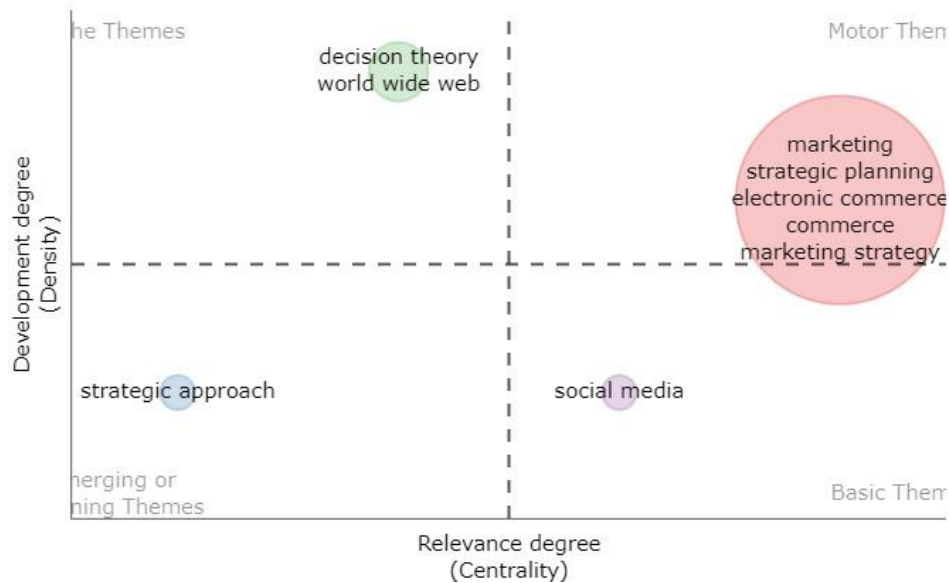 he Themes
Motor Them
decision theory
world wide web
marketing
strategic planning
electronic commerce
commerce
marketing strategy
Development degree
(Density)
strategic approach
social media
nerging or
ning Themes
Basic Them
Relevance degree
(Centrality)